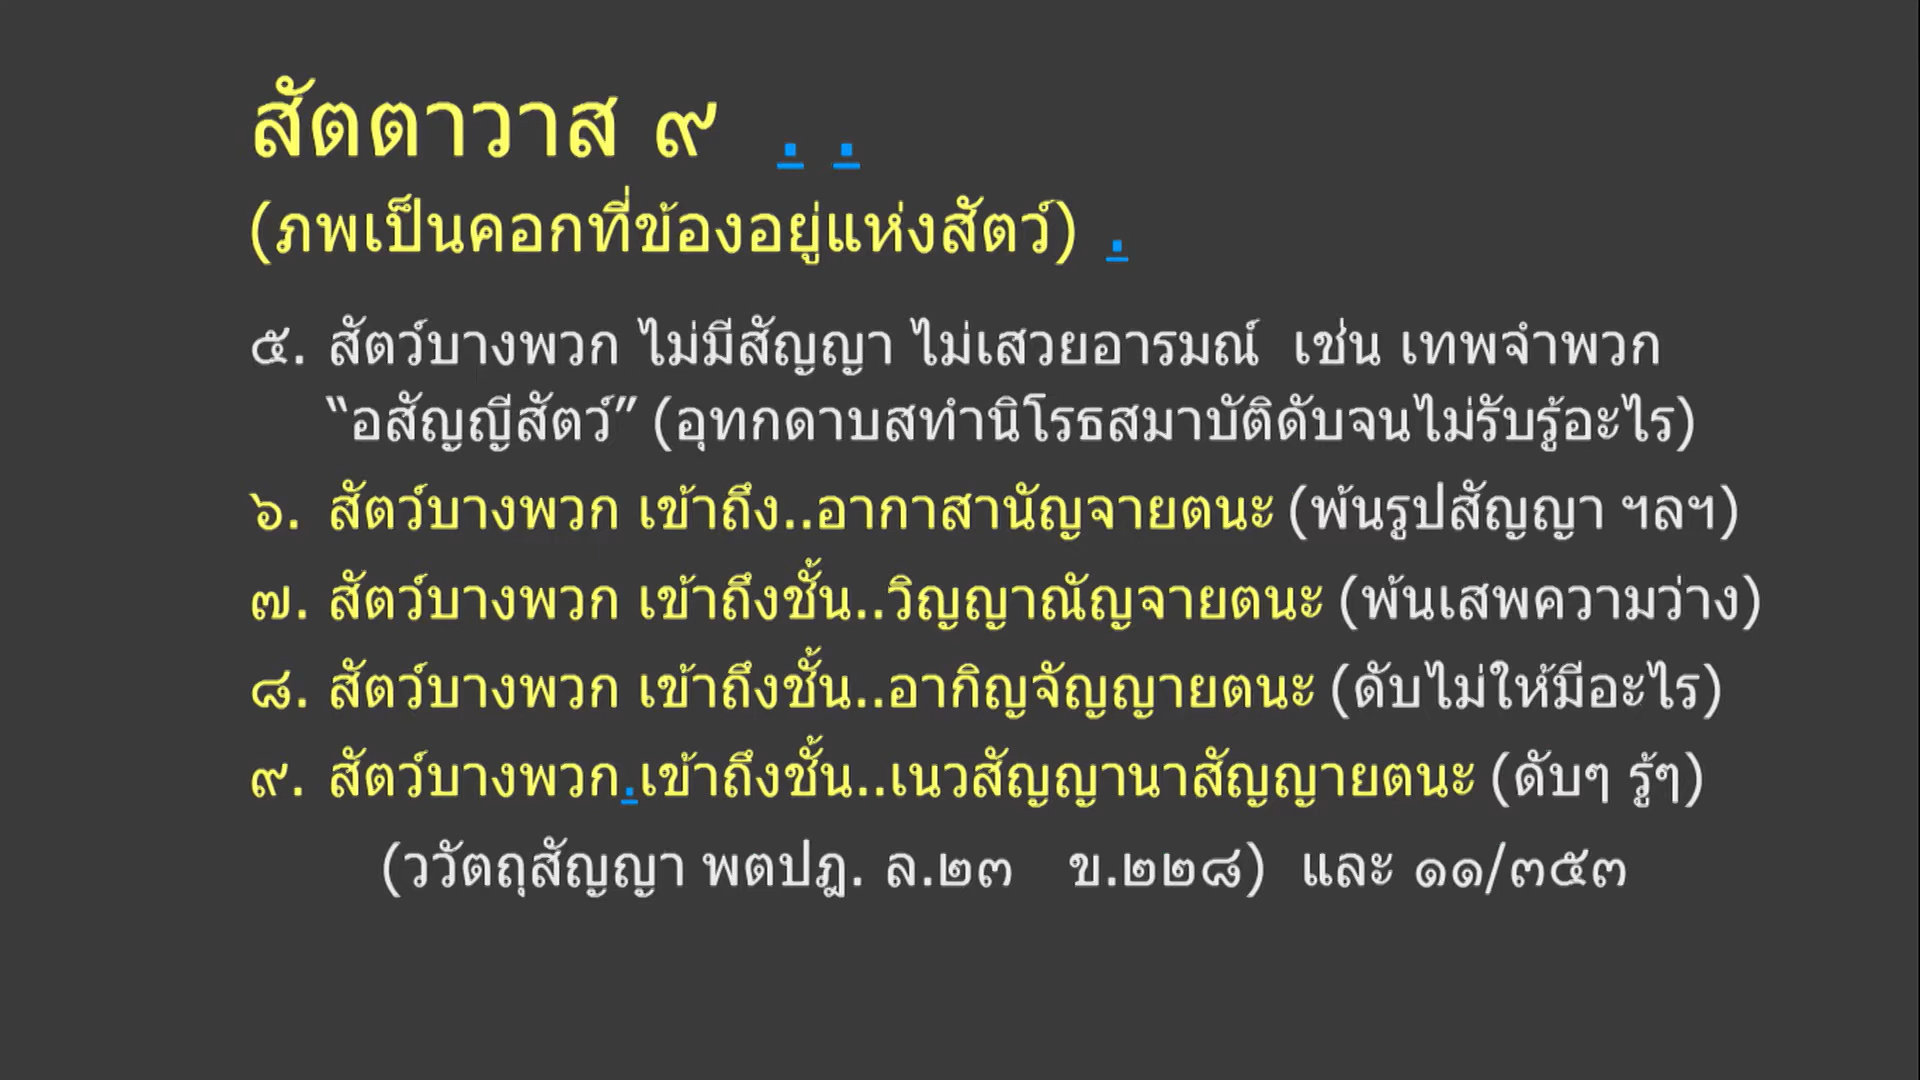 สัตตาวาส ๙ . .
(ภพเป็นคอกที่ข้องอยู่แห่งสัตว์) .
๕. สัตว์บางพวก ไม่มีสัญญา ไม่เสวยอารมณ์ เช่น เทพจำพวก
“อสัญญีสัตว์” (อุทกดาบสทำนิโรธสมาบัติดับจนไม่รับรู้อะไร)
๖. สัตว์บางพวก เข้าถึง..อากาสานัญจายตนะ (พ้นรูปสัญญา ฯลฯ)
๗. สัตว์บางพวก เข้าถึงชั้น..วิญญาณัญจายตนะ (พ้นเสพความว่าง)
๘. สัตว์บางพวก เข้าถึงชั้น..อากิญจัญญายตนะ (ดับไม่ให้มีอะไร)
๙. สัตว์บางพวก.เข้าถึงชั้น..เนวสัญญานาสัญญายตนะ (ดับๆ รู้ๆ)
(ววัตถุสัญญา พตปฎ. ล.๒๓ ข.๒๒๘) และ ๑๑/๓๕๓